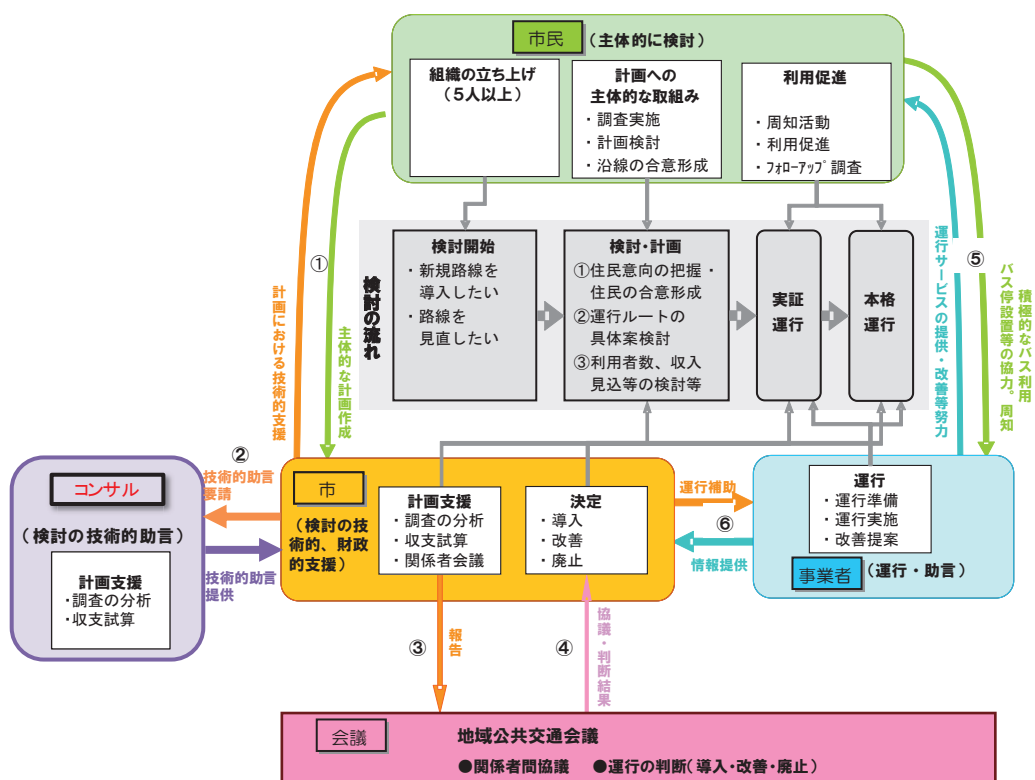 市民
(主体的に検討)
組織の立ち上げ
(5人以上)
計画への
主体的な取組み
・調査実施
・計画検討
・沿線の合意形成
利用促進
・周知活動
・利用促進
・フォローアップ調査
①
計画における技術的支援
主体的な計画作成
検討の流れ
検討開始
・新規路線を
導入したい
・路線を
見直したい
検討・計画
①住民意向の把握・
住民の合意形成
②運行ルートの
具体案検討
③利用者数、収入
見込等の検討等
実証
運行
本格
運行
運行サービスの提供・改善等努力
⑤
積極的なバス利用
バス停設置等の協力。周知
コンサル
(検討の技術的助言)
計画支援
・調査の分析
・収支試算
②
技術的助言
要請
技術的助言
提供
市
(検討の技
術的、財政
的支援)
計画支援
・調査の分析
・収支試算
・関係者会議
決定
・導入
・改善
・廃止
運行補助
⑥
情報提供
運行
・運行準備
・運行実施
・改善提案
事業者
(運行・助言)
③
報告
④
協議・判断結果
会議
地域公共交通会議
●関係者間協議 ●運行の判断(導入・改善・廃止)